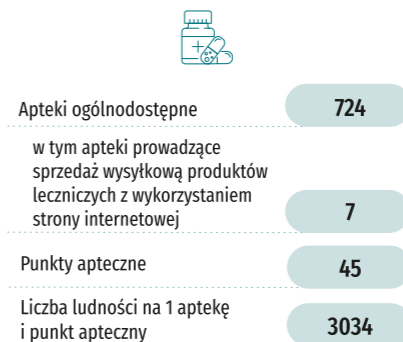 Apteki ogólnodostępne 724
w tym apteki prowadzące
sprzedaż wysyłkową produktów
leczniczych z wykorzystaniem
strony internetowej 7
Punkty apteczne 45
Liczba ludności na 1 aptekę
i punkt apteczny 3034